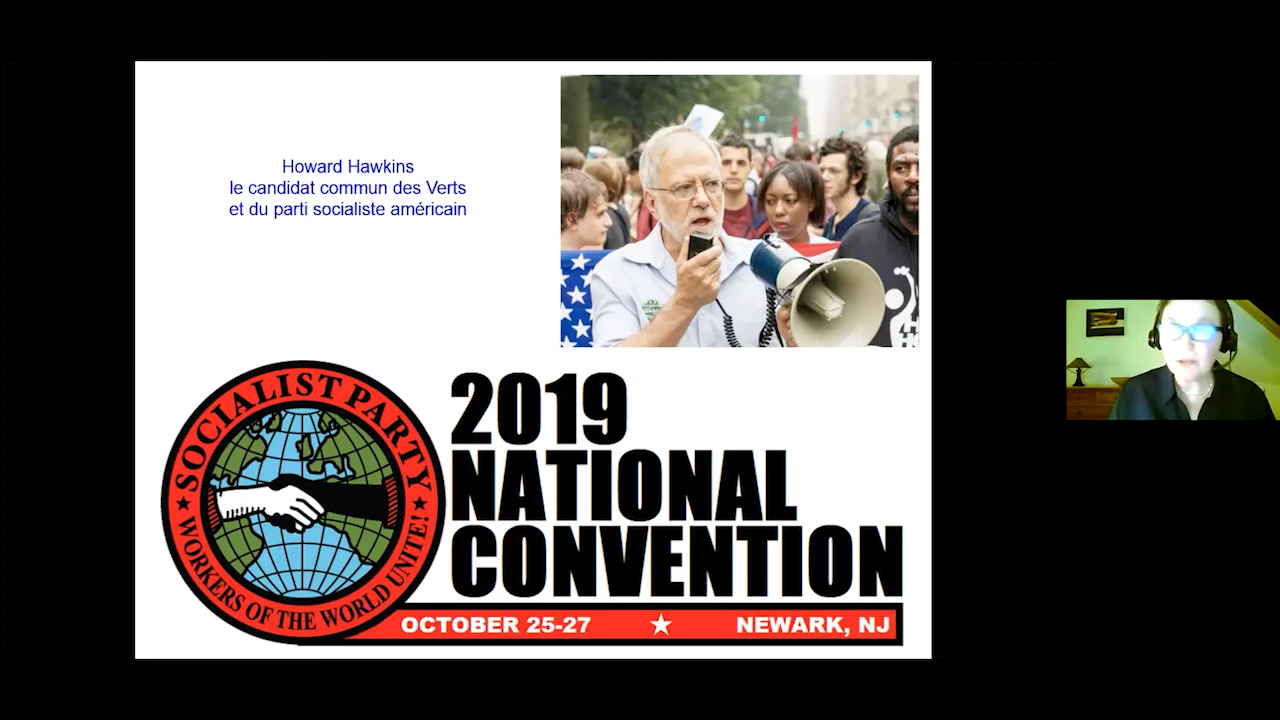 Howard Hawkins
le candidat commun des Verts
et du parti socialiste américain
SOCIALIST PARTY
WORKERS OF THE WORLD UNITE!
2019
NATIONAL
CONVENTION
OCTOBER 25-27 NEWARK, NJ